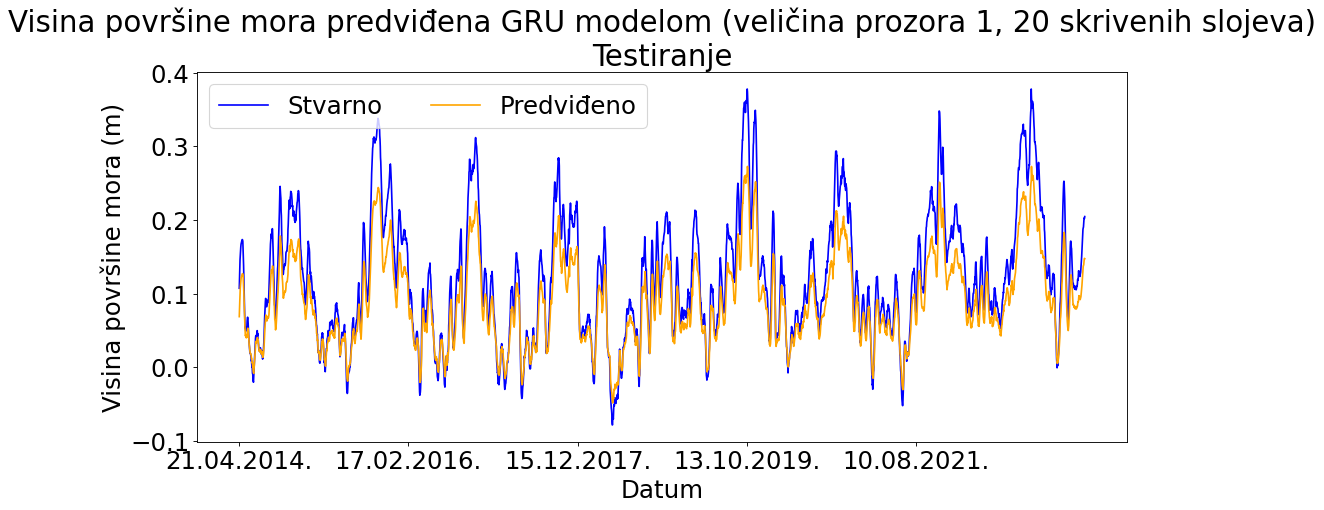 Visina površine mora predviđena GRU modelom (veličina prozora 1, 20 skrivenih slojeva)
Testiranje
Stvarno
Predviđeno
Visina površine mora (m)
0.4
0.3
0.2
0.1
0.0
−0.1
21.04.2014.
17.02.2016.
15.12.2017.
13.10.2019.
10.08.2021.
Datum